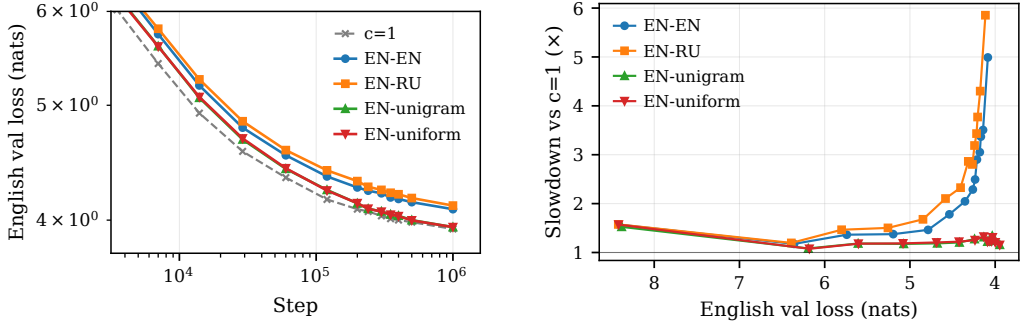 6 × 10⁰
5 × 10⁰
4 × 10⁰
English val loss (nats)
10⁴
10⁵
10⁶
Step
c=1
EN-EN
EN-RU
EN-unigram
EN-uniform
6
5
4
3
2
1
Slowdown vs c=1 (×)
8
7
6
5
4
English val loss (nats)
EN-EN
EN-RU
EN-unigram
EN-uniform